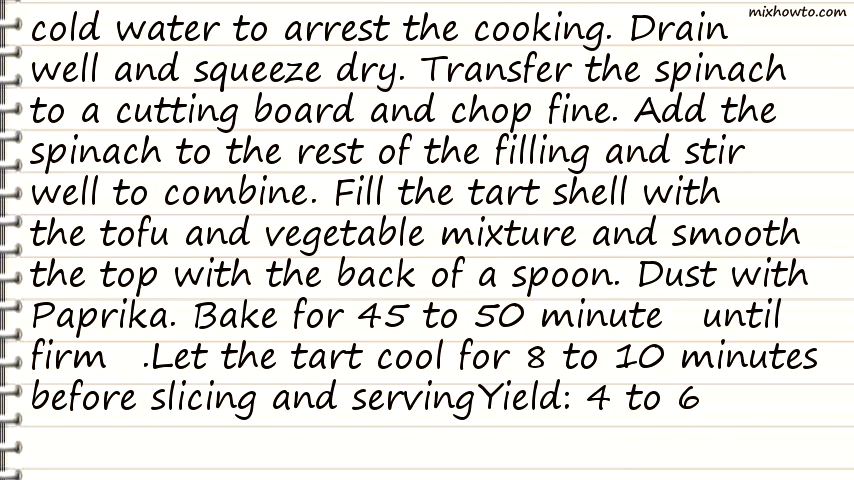 mixhowto.com
cold water to arrest the cooking. Drain
well and squeeze dry. Transfer the spinach
to a cutting board and chop fine. Add the
spinach to the rest of the filling and stir
well to combine. Fill the tart shell with
the tofu and vegetable mixture and smooth
the top with the back of a spoon. Dust with
Paprika. Bake for 45 to 50 minute   until
firm   .Let the tart cool for 8 to 10 minutes
before slicing and servingYield: 4 to 6